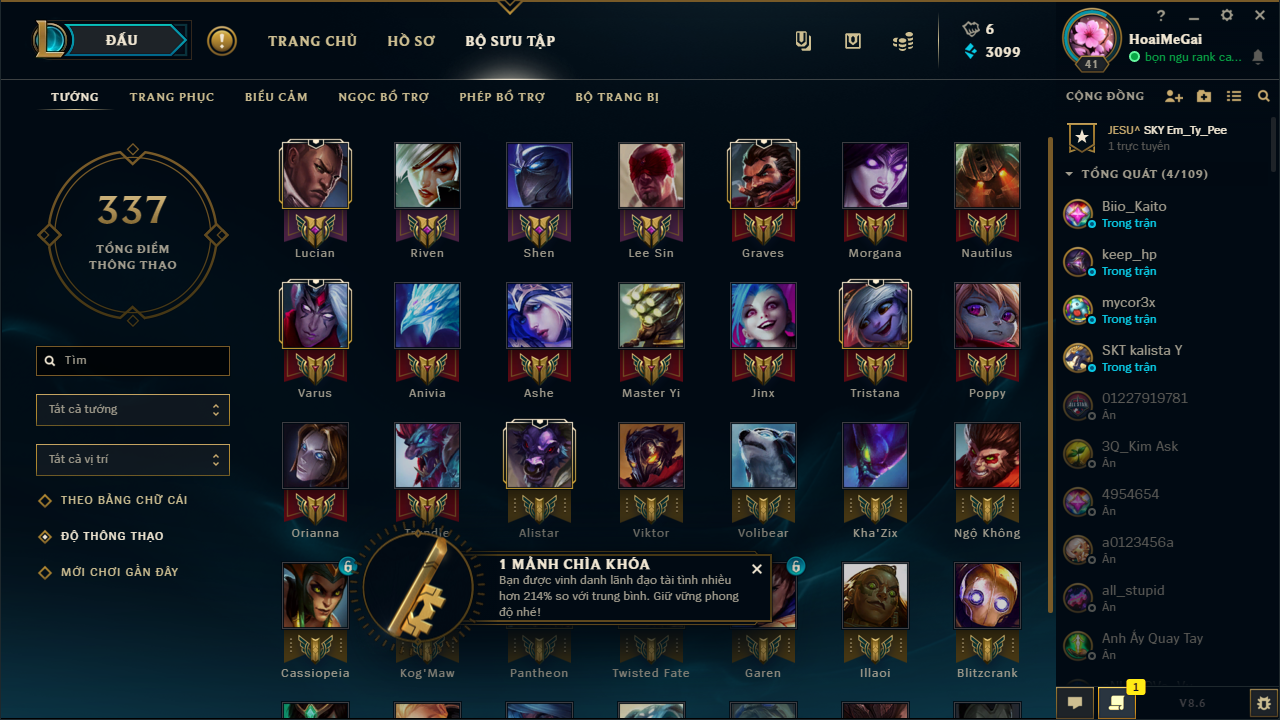 ĐẤU
TRANG CHỦ
HỒ SƠ
BỘ SƯU TẬP
6
3099
41
HoaiMeGai
bọn ngu rank ca...
TƯỚNG
TRANG PHỤC
BIỂU CẢM
NGỌC BỔ TRỢ
PHÉP BỔ TRỢ
BỘ TRANG BỊ
337
TỔNG ĐIỂM
THÔNG THẠO
Tìm
Tất cả tướng
Tất cả vị trí
THEO BẢNG CHỮ CÁI
ĐỘ THÔNG THẠO
MỚI CHƠI GẦN ĐÂY
Lucian
Riven
Shen
Lee Sin
Graves
Morgana
Nautilus
Varus
Anivia
Ashe
Master Yi
Jinx
Tristana
Poppy
Orianna
Trundle
Alistar
Viktor
Volibear
Kha'Zix
Ngộ Không
6
6
1 MẢNH CHÌA KHÓA
Bạn được vinh danh lãnh đạo tài tình nhiều
hơn 214% so với trung bình. Giữ vững phong
độ nhé!
Cassiopeia
Kog'Maw
Pantheon
Twisted Fate
Garen
Illaoi
Blitzcrank
CỘNG ĐỒNG
JESU^ SKY Em_Ty_Pee
1 trực tuyến
TỔNG QUÁT (4/109)
Biio_Kaito
Trong trận
keep_hp
Trong trận
mycor3x
Trong trận
SKT kalista Y
Trong trận
01227919781
Ẩn
3Q_Kim Ask
Ẩn
4954654
Ẩn
a0123456a
Ẩn
all_stupid
Ẩn
Anh Ấy Quay Tay
Ẩn
1
V8.6